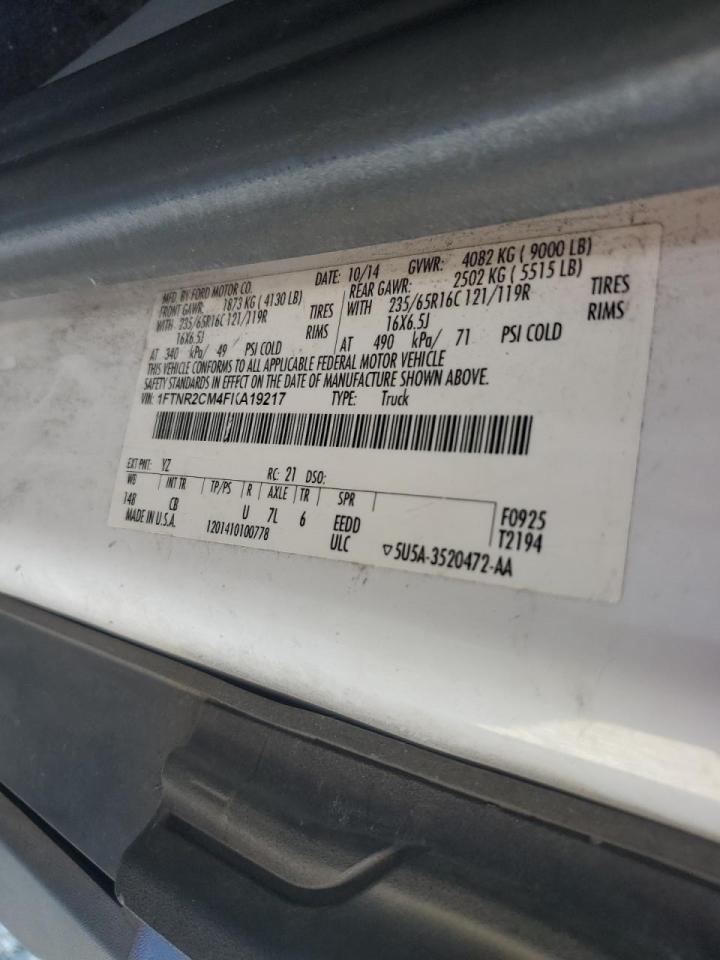 MFD. BY FORD MOTOR CO. DATE: 10/14 GVWR: 4082 KG ( 9000 LB)
FRONT GAWR: 1873 KG ( 4130 LB) REAR GAWR: 2502 KG ( 5515 LB)
WITH 235/65R16C 121/119R TIRES WITH 235/65R16C 121/119R TIRES
16X6.5J RIMS 16X6.5J RIMS
AT 340 kPa/ 49 PSI COLD AT 490 kPa/ 71 PSI COLD
THIS VEHICLE CONFORMS TO ALL APPLICABLE FEDERAL MOTOR VEHICLE
SAFETY STANDARDS IN EFFECT ON THE DATE OF MANUFACTURE SHOWN ABOVE.
VIN: 1FTNR2CM4FKA19217 TYPE: Truck
EXT PNT: YZ RC: 21 DSO:
WB INT TR TP/PS R AXLE TR SPR
148 CB U 7L 6 EEDD F0925
MADE IN U.S.A. 1201410100778 ULC ▽5U5A-3520472-AA T2194